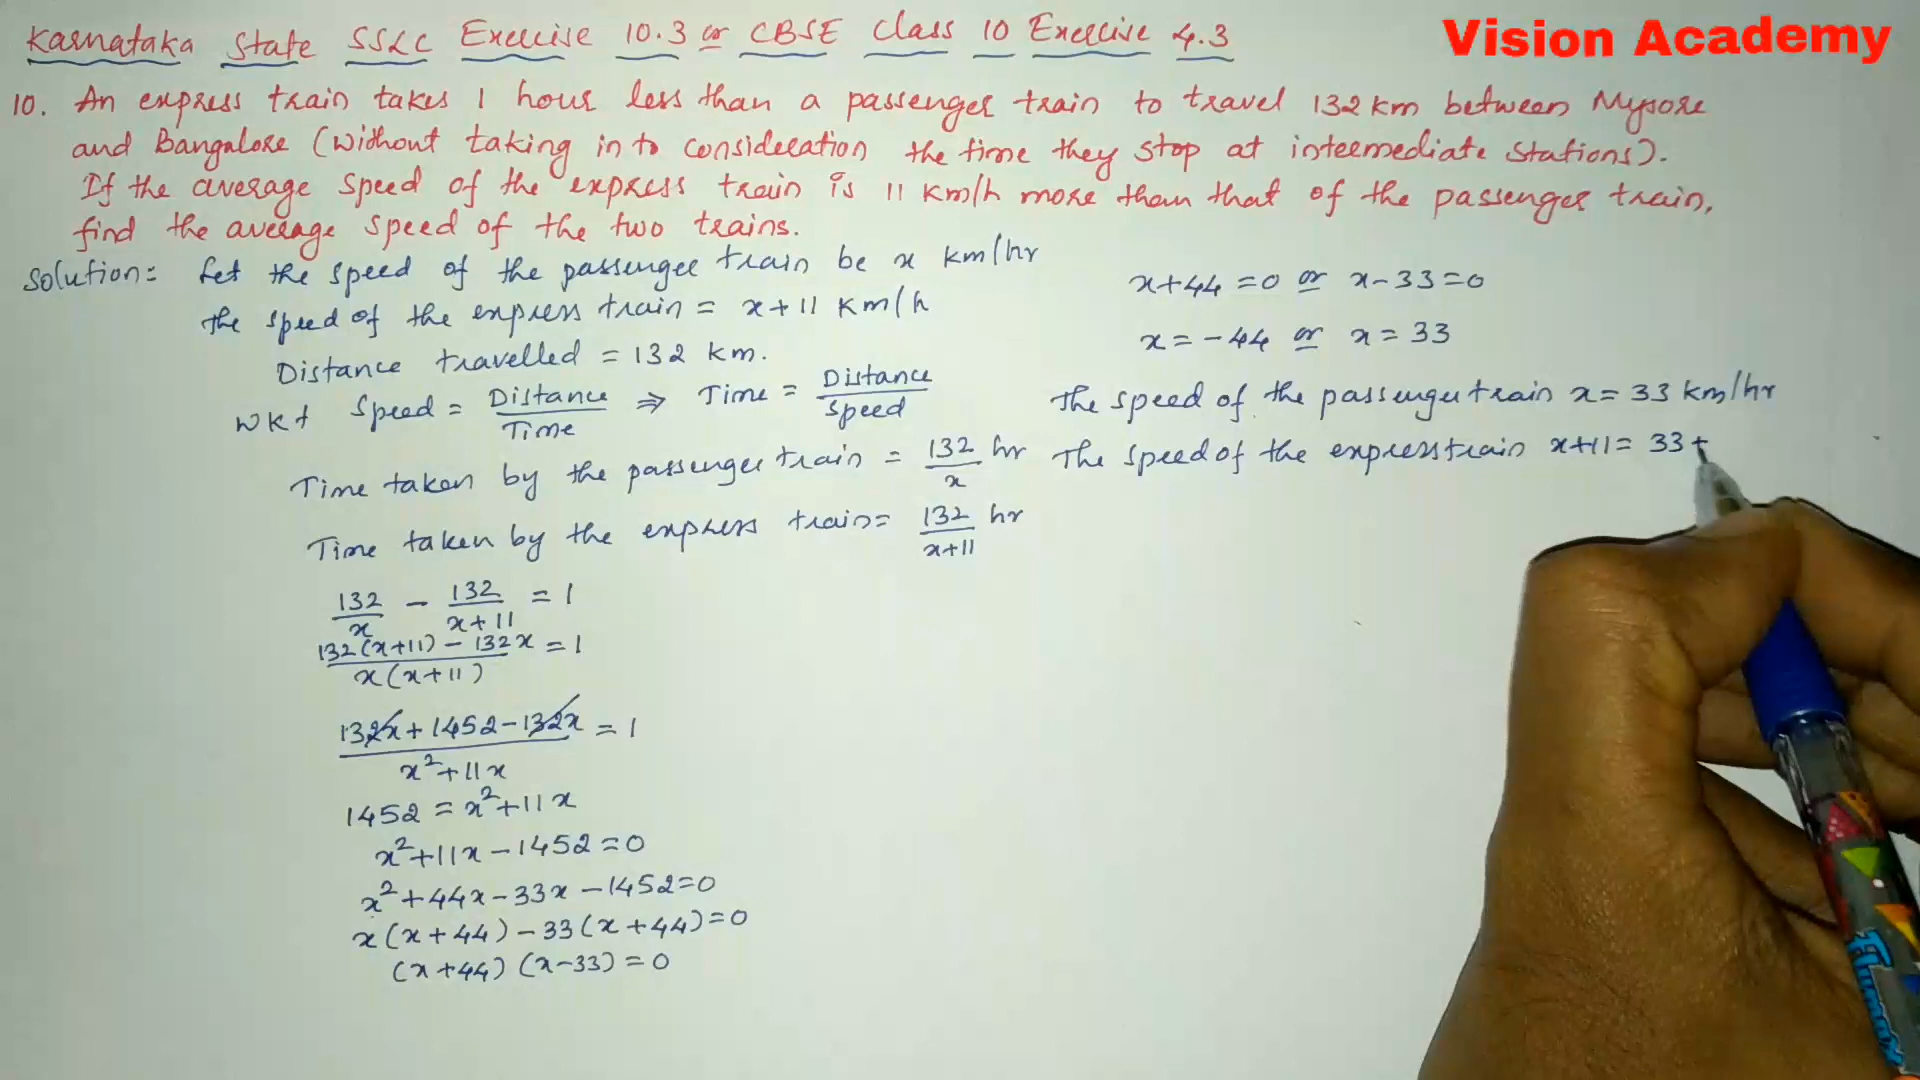 Karnataka State SSLC Exercise 10.3 or CBSE Class 10 Exercise 4.3
Vision Academy
10. An express train takes 1 hour less than a passenger train to travel 132 km between Mysore
and Bangalore (Without taking in to consideration the time they stop at intermediate stations).
If the average speed of the express train is 11 km/h more than that of the passenger train,
find the average speed of the two trains.
Solution: Let the speed of the passenger train be x km/hr
The speed of the express train = x+11 km/h
Distance travelled = 132 km.
WKT Speed = Distance/Time ⇒ Time = Distance/Speed
Time taken by the passenger train = 132/x hr
Time taken by the express train = 132/x+11 hr
132/x - 132/x+11 = 1
132(x+11) - 132x / x(x+11) = 1
132x + 1452 - 132x / x²+11x = 1
1452 = x²+11x
x²+11x-1452=0
x²+44x-33x-1452=0
x(x+44)-33(x+44)=0
(x+44)(x-33)=0
x+44=0 or x-33=0
x=-44 or x=33
The speed of the passenger train x=33 km/hr
The speed of the express train x+11=33+